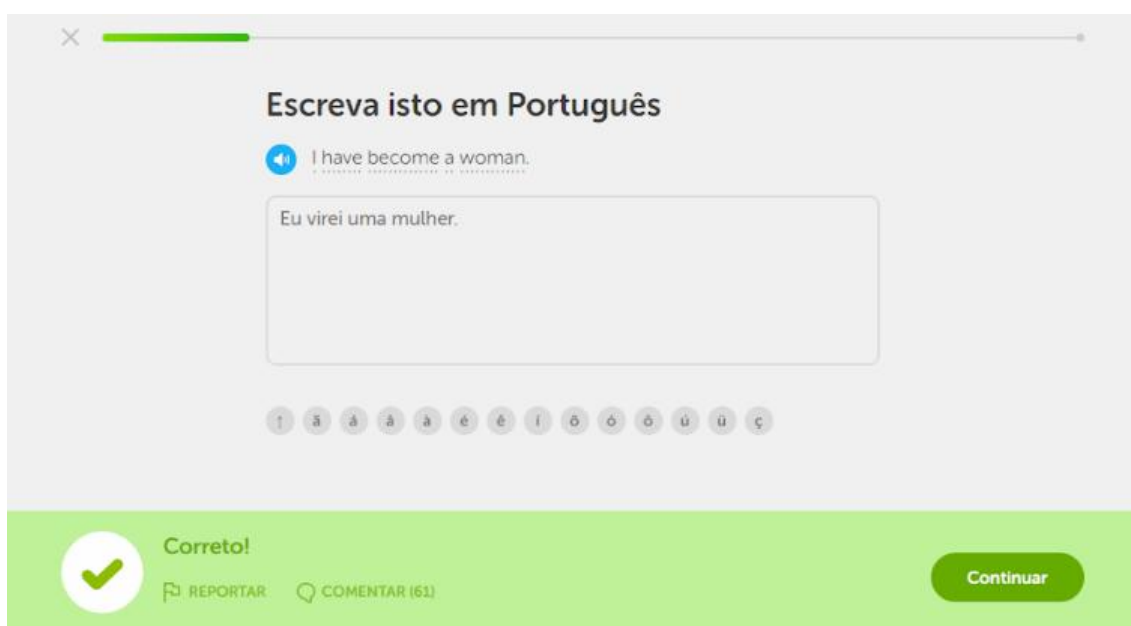 Escreva isto em Português
I have become a woman.
Eu virei uma mulher.
↑ ã á â à é ê í õ ó ô ú ü ç
Correto!
REPORTAR COMENTAR (61)
Continuar